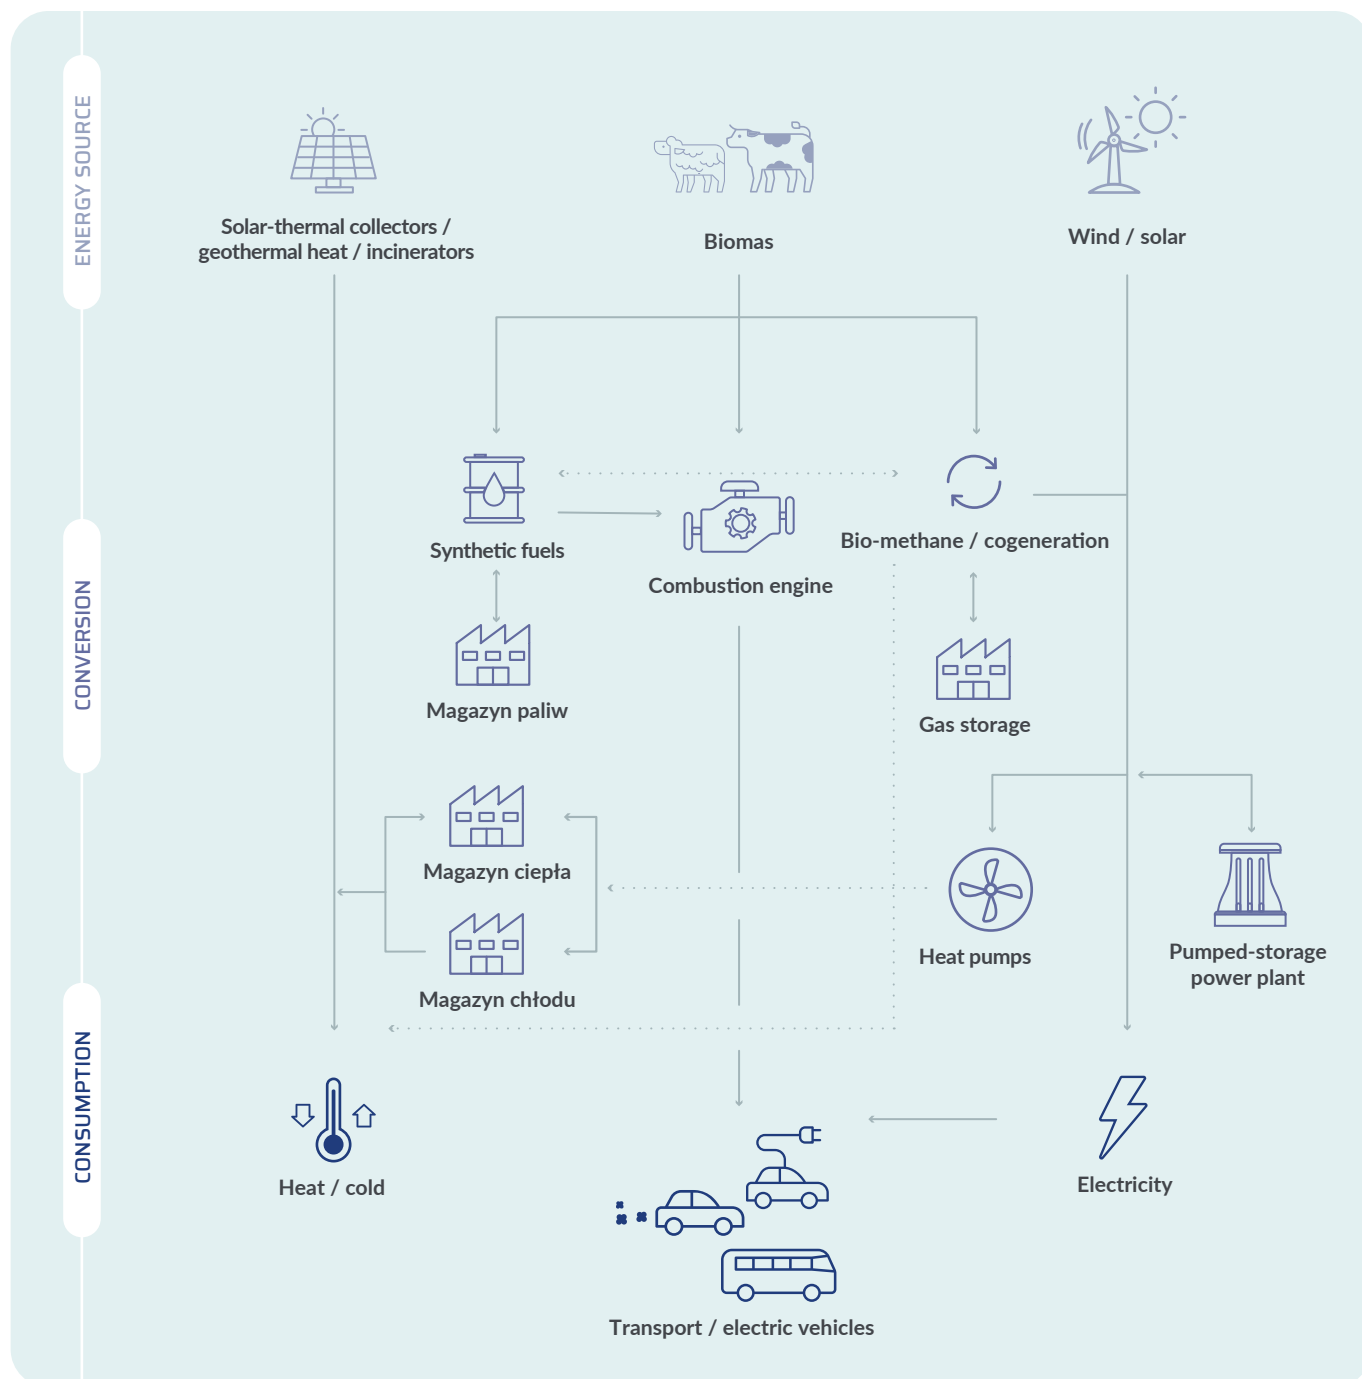 ENERGY SOURCE
Solar-thermal collectors /
geothermal heat / incinerators
Biomas
Wind / solar
CONVERSION
Synthetic fuels
Combustion engine
Bio-methane / cogeneration
Magazyn paliw
Gas storage
Magazyn ciepła
Magazyn chłodu
Heat pumps
Pumped-storage
power plant
CONSUMPTION
Heat / cold
Electricity
Transport / electric vehicles